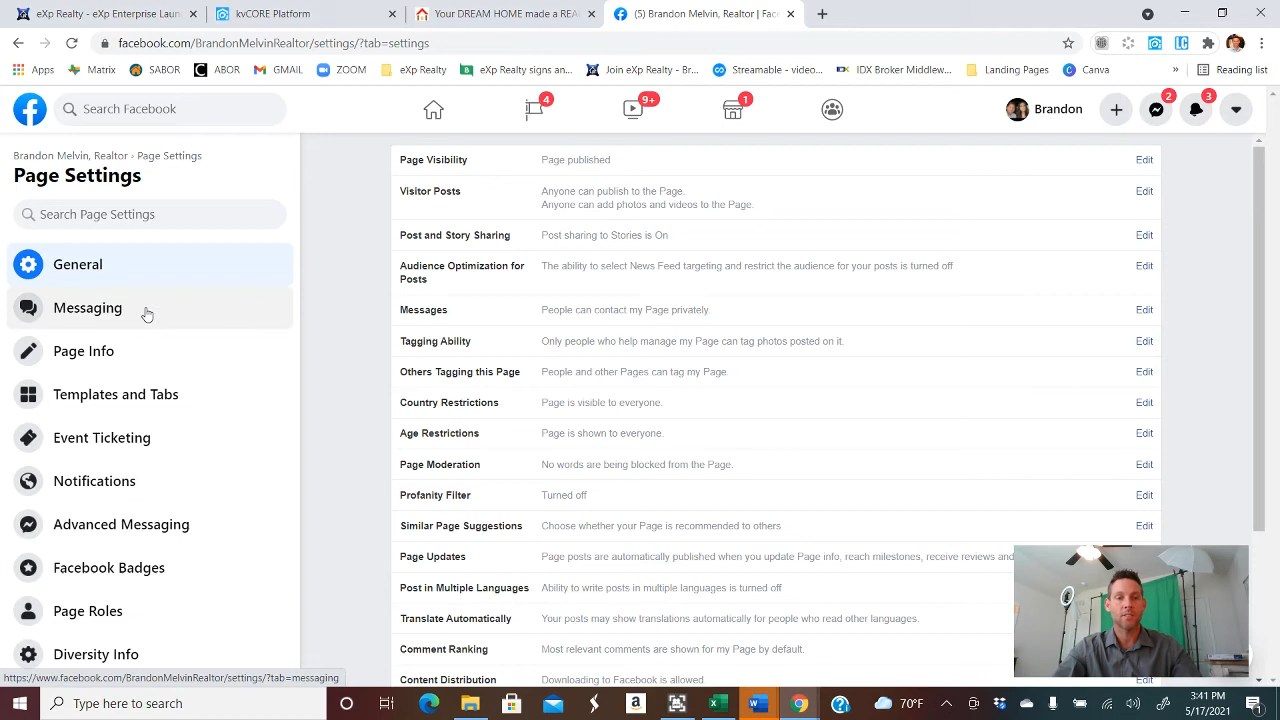 eXp Enterprise - eXp Enterprise Laun
kvCORE Platform
Your DREAM HOME made a REA
(5) Brandon Melvin, Realtor | Fac
facebook.com/BrandonMelvinRealtor/settings/?tab=settings
Apps
Matrix
SABOR
ABOR
GMAIL
ZOOM
eXp Realty
eXp Realty signs an...
Join eXp Realty - Br...
Streamable - video...
IDX Broker Middlew...
Landing Pages
Canva
»
Reading list
Search Facebook
4
9+
1
Brandon
2
3
Brandon Melvin, Realtor › Page Settings
Page Settings
Search Page Settings
General
Messaging
Page Info
Templates and Tabs
Event Ticketing
Notifications
Advanced Messaging
Facebook Badges
Page Roles
Diversity Info
Page Visibility Page published Edit
Visitor Posts Anyone can publish to the Page. Edit
Anyone can add photos and videos to the Page.
Post and Story Sharing Post sharing to Stories is On Edit
Audience Optimization for The ability to select News Feed targeting and restrict the audience for your posts is turned off Edit
Posts
Messages People can contact my Page privately. Edit
Tagging Ability Only people who help manage my Page can tag photos posted on it. Edit
Others Tagging this Page People and other Pages can tag my Page. Edit
Country Restrictions Page is visible to everyone. Edit
Age Restrictions Page is shown to everyone. Edit
Page Moderation No words are being blocked from the Page. Edit
Profanity Filter Turned off Edit
Similar Page Suggestions Choose whether your Page is recommended to others Edit
Page Updates Page posts are automatically published when you update Page info, reach milestones, receive reviews and
Post in Multiple Languages Ability to write posts in multiple languages is turned off
Translate Automatically Your posts may show translations automatically for people who read other languages.
Comment Ranking Most relevant comments are shown for my Page by default.
Content Distribution Downloading to Facebook is allowed Edit
https://www.facebook.com/BrandonMelvinRealtor/settings/?tab=messaging
Type here to search
70°F
3:41 PM
5/17/2021